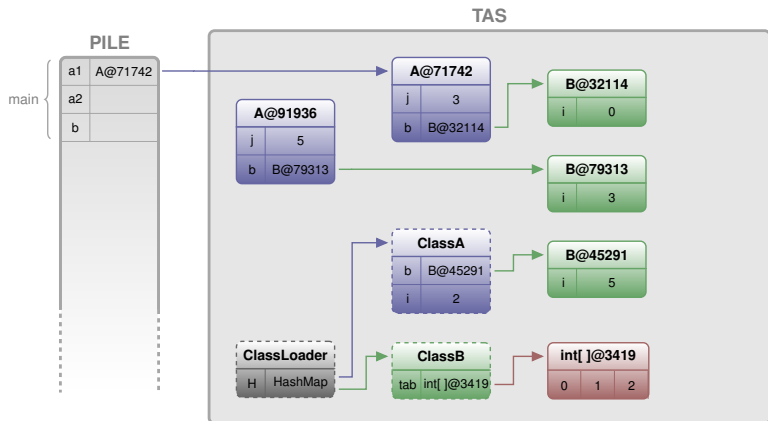 TAS
PILE
main
a1 A@71742
a2
b
A@71742
j 3
b B@32114
B@32114
i 0
A@91936
j 5
b B@79313
B@79313
i 3
ClassA
b B@45291
i 2
B@45291
i 5
ClassLoader
H HashMap
ClassB
tab int[ ]@3419
int[ ]@3419
0 1 2